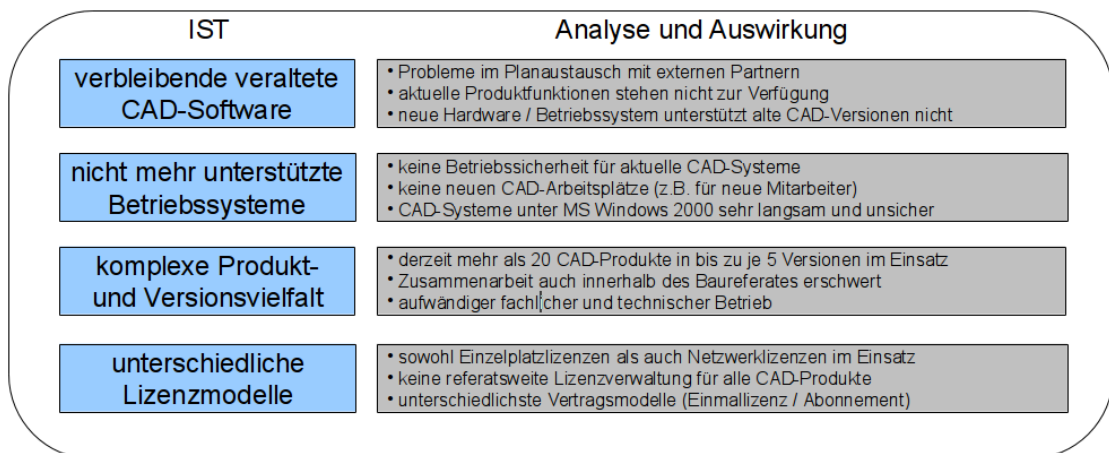 IST
Analyse und Auswirkung
verbleibende veraltete
CAD-Software
• Probleme im Planaustausch mit externen Partnern
• aktuelle Produktfunktionen stehen nicht zur Verfügung
• neue Hardware / Betriebssystem unterstützt alte CAD-Versionen nicht
nicht mehr unterstützte
Betriebssysteme
• keine Betriebssicherheit für aktuelle CAD-Systeme
• keine neuen CAD-Arbeitsplätze (z.B. für neue Mitarbeiter)
• CAD-Systeme unter MS Windows 2000 sehr langsam und unsicher
komplexe Produkt-
und Versionsvielfalt
• derzeit mehr als 20 CAD-Produkte in bis zu je 5 Versionen im Einsatz
• Zusammenarbeit auch innerhalb des Baureferates erschwert
• aufwändiger fachlicher und technischer Betrieb
unterschiedliche
Lizenzmodelle
• sowohl Einzelplatzlizenzen als auch Netzwerklizenzen im Einsatz
• keine referatsweite Lizenzverwaltung für alle CAD-Produkte
• unterschiedlichste Vertragsmodelle (Einmallizenz / Abonnement)